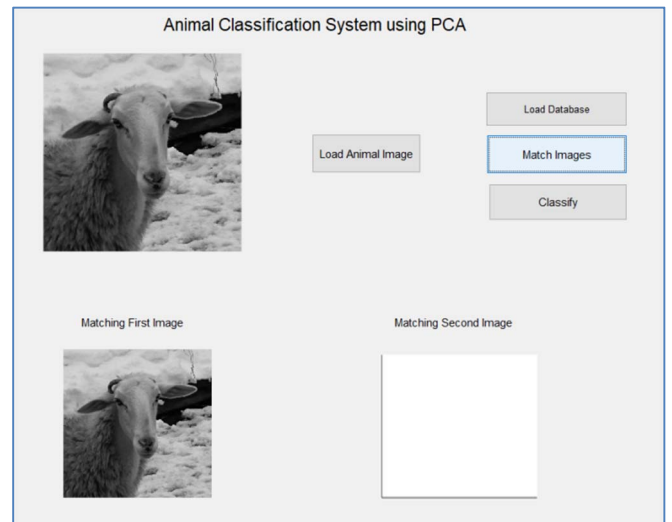 Animal Classification System using PCA
Load Database
Load Animal Image
Match Images
Classify
Matching First Image
Matching Second Image